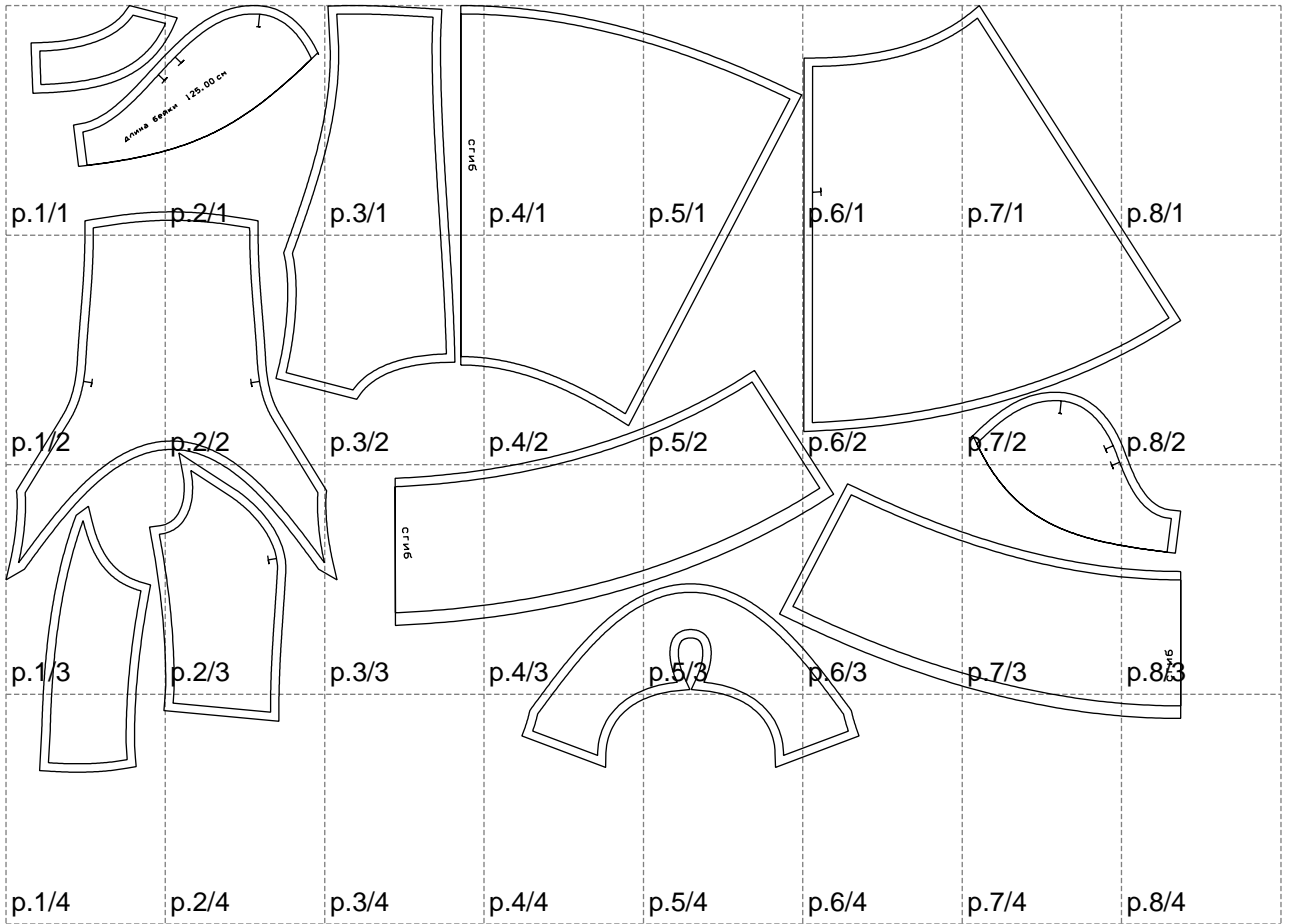 длина бейки 125.00 см
сгиб
p.1/1 p.2/1 p.3/1 p.4/1 p.5/1 p.6/1 p.7/1 p.8/1
p.1/2 p.2/2 p.3/2 p.4/2 p.5/2 p.6/2 p.7/2 p.8/2
сгиб
p.1/3 p.2/3 p.3/3 p.4/3 p.5/3 p.6/3 p.7/3 p.8/3
сгиб
p.1/4 p.2/4 p.3/4 p.4/4 p.5/4 p.6/4 p.7/4 p.8/4